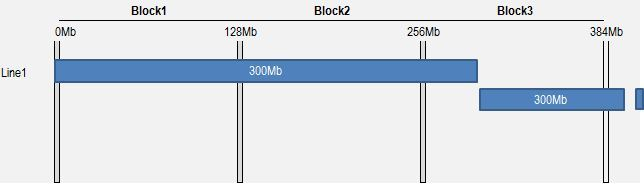 Block1 Block2 Block3
0Mb 128Mb 256Mb 384Mb
Line1 300Mb
300Mb